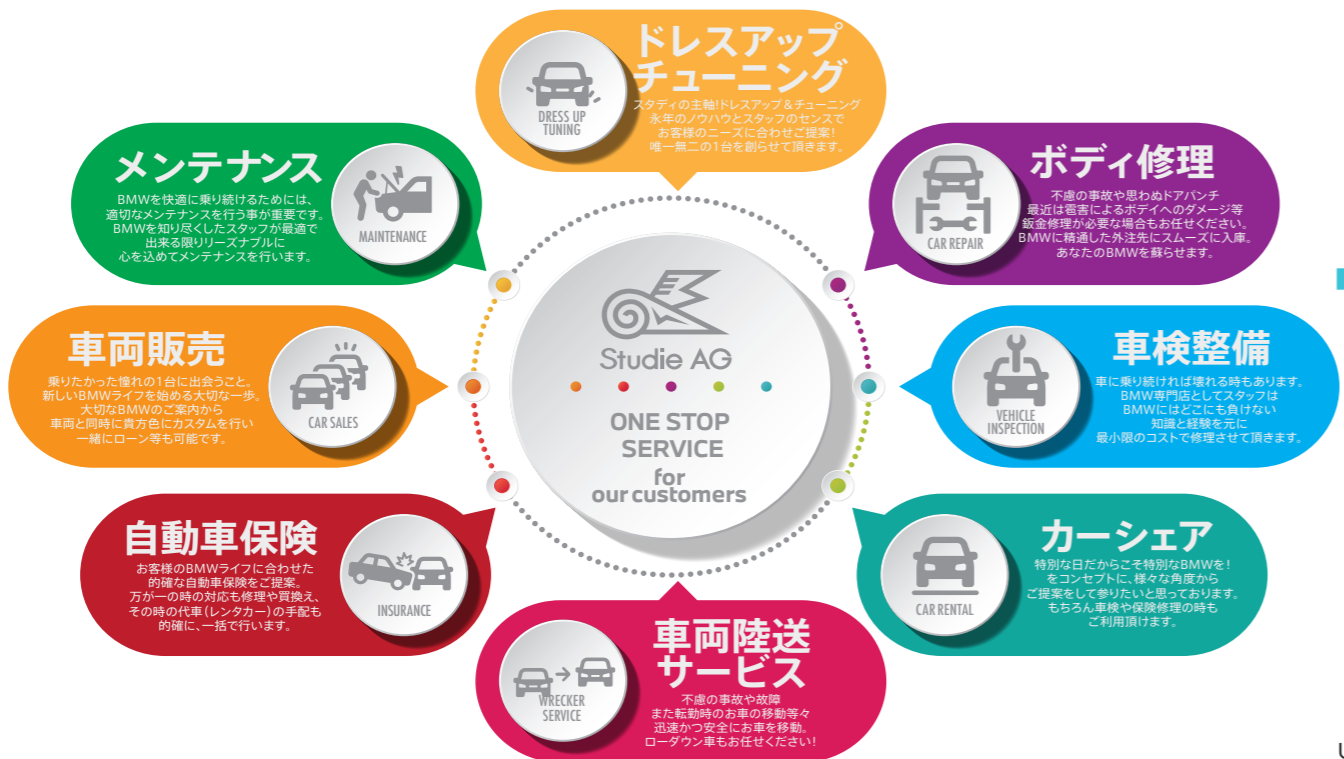 ドレスアップ
チューニング
スタディの主軸!ドレスアップ&チューニング
永年のノウハウとスタッフのセンスで
お客様のニーズに合わせご提案!
唯一無二の1台を創らせて頂きます。
DRESS UP
TUNING
メンテナンス
BMWを快適に乗り続けるためには、
適切なメンテナンスを行う事が重要です。
BMWを知り尽くしたスタッフが最適で
出来る限りリーズナブルに
心を込めてメンテナンスを行います。
MAINTENANCE
ボディ修理
不慮の事故や思わぬドアパンチ
最近は雹害によるボデイへのダメージ等
鈑金修理が必要な場合もお任せください。
BMWに精通した外注先にスムーズに入庫。
あなたのBMWを蘇らせます。
CAR REPAIR
車両販売
乗りたかった憧れの1台に出会うこと。
新しいBMWライフを始める大切な一歩。
大切なBMWのご案内から
車両と同時に貴方色にカスタムを行い
一緒にローン等も可能です。
CAR SALES
Studie AG
ONE STOP
SERVICE
for
our customers
車検整備
車に乗り続ければ壊れる時もあります。
BMW専門店としてスタッフは
BMWにはどこにも負けない
知識と経験を元に
最小限のコストで修理させて頂きます。
VEHICLE
INSPECTION
自動車保険
お客様のBMWライフに合わせた
的確な自動車保険をご提案。
万が一の時の対応も修理や買換え、
その時の代車(レンタカー)の手配も
的確に、一括で行います。
INSURANCE
カーシェア
特別な日だからこそ特別なBMWを!
をコンセプトに、様々な角度から
ご提案をして参りたいと思っております。
もちろん車検や保険修理の時も
ご利用頂けます。
CAR RENTAL
車両陸送
サービス
不慮の事故や故障
また転勤時のお車の移動等々
迅速かつ安全にお車を移動。
ローダウン車もお任せください!
WRECKER
SERVICE